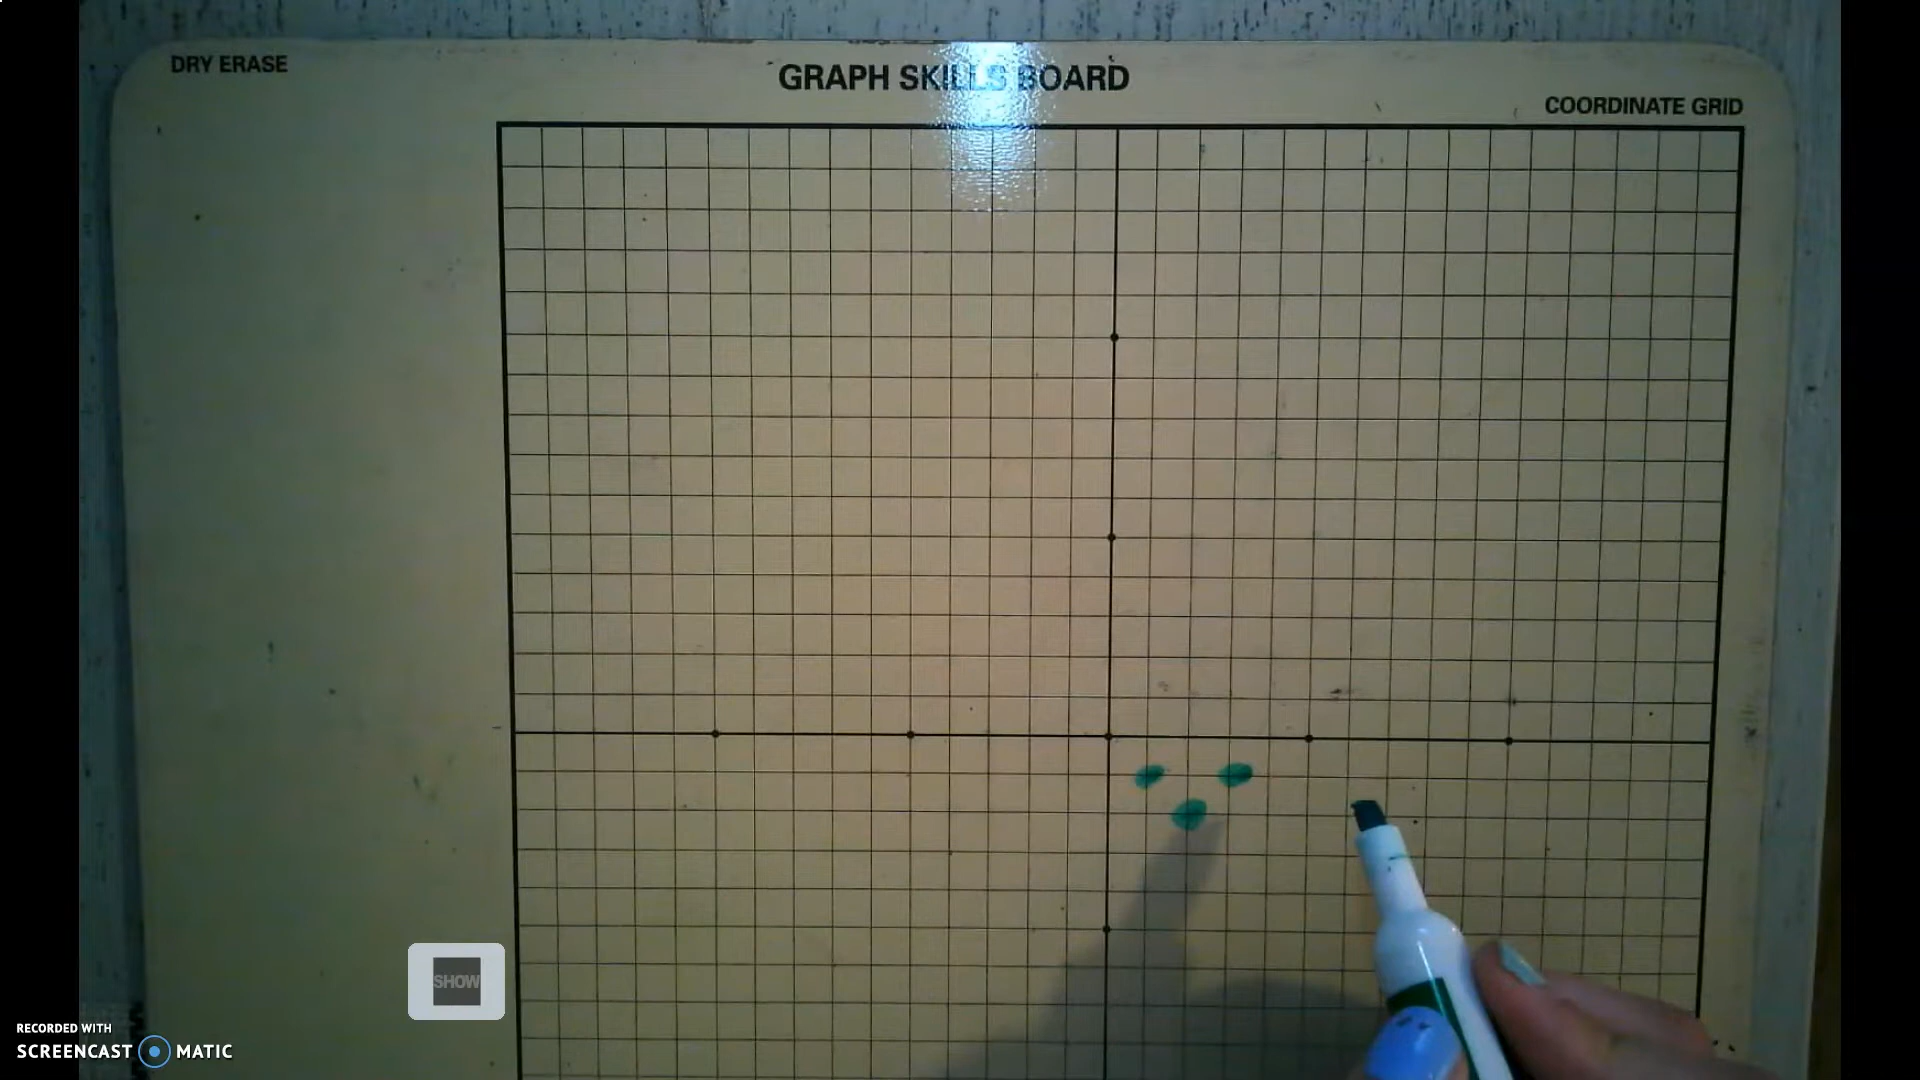 DRY ERASE
GRAPH SKILLS BOARD
COORDINATE GRID
SHOW
RECORDED WITH
SCREENCAST MATIC